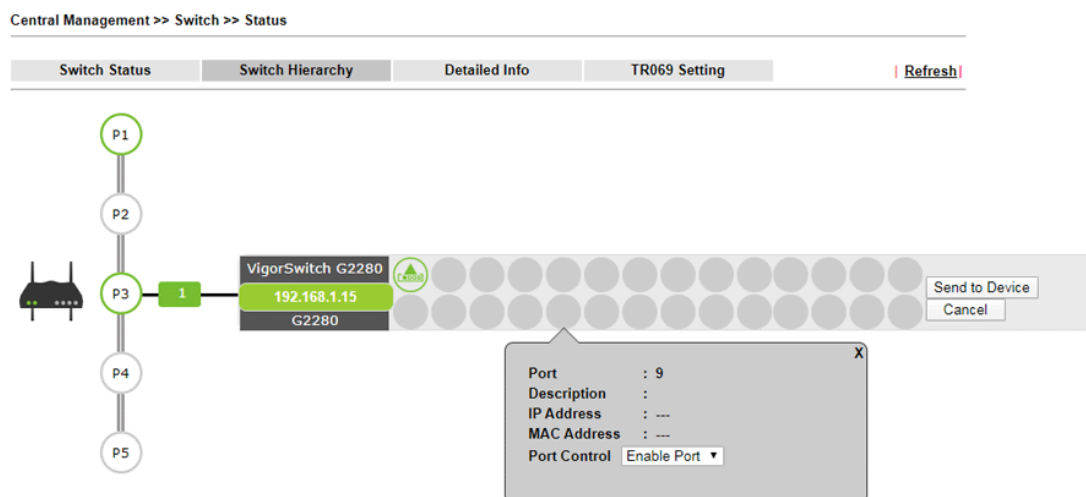 Central Management >> Switch >> Status
Switch Status Switch Hierarchy Detailed Info TR069 Setting | Refresh |
P1
P2
P3 1
VigorSwitch G2280
192.168.1.15
G2280
Send to Device
Cancel
X
Port : 9
Description :
IP Address : ---
MAC Address : ---
Port Control Enable Port ▼
P4
P5